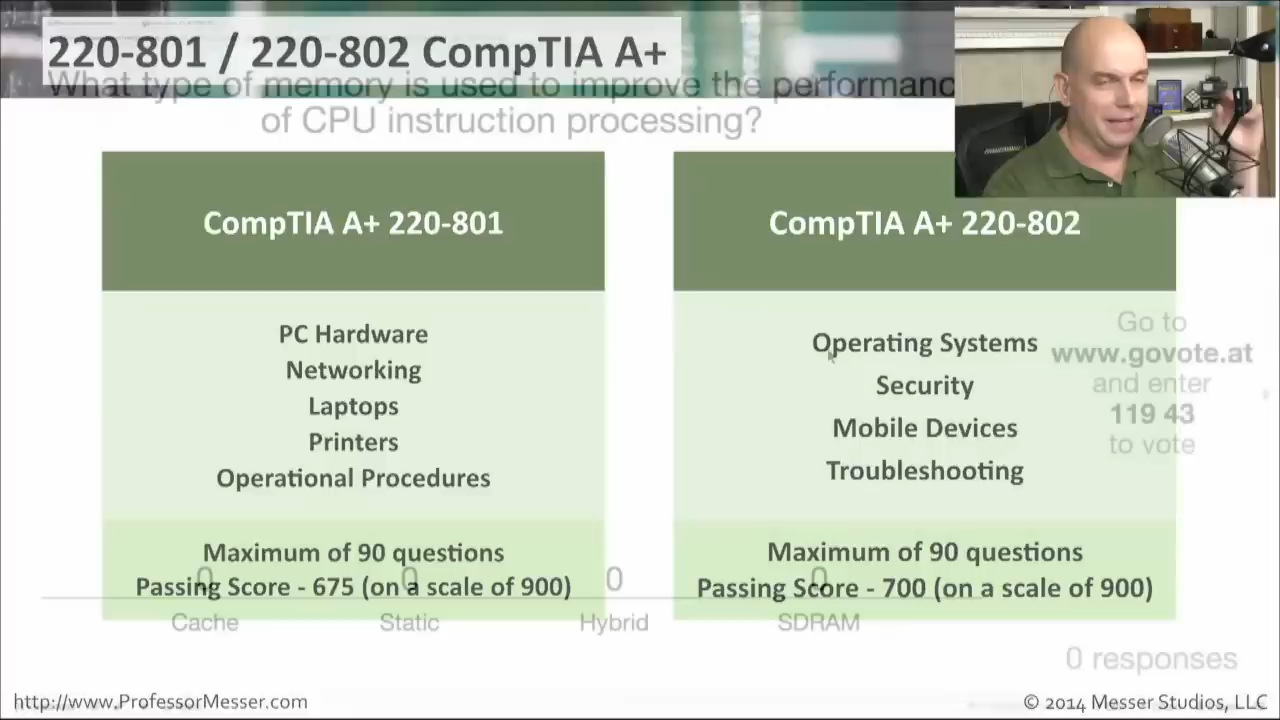 220-801 / 220-802 CompTIA A+
What type of memory is used to improve the performanc
of CPU instruction processing?
CompTIA A+ 220-801
PC Hardware
Networking
Laptops
Printers
Operational Procedures
Maximum of 90 questions
Passing Score - 675 (on a scale of 900)
CompTIA A+ 220-802
Operating Systems
Security
Mobile Devices
Troubleshooting
Maximum of 90 questions
Passing Score - 700 (on a scale of 900)
Go to
www.govote.at
and enter
119 43
to vote
0 0 0 0
Cache Static Hybrid SDRAM
0 responses
http://www.ProfessorMesser.com
© 2014 Messer Studios, LLC